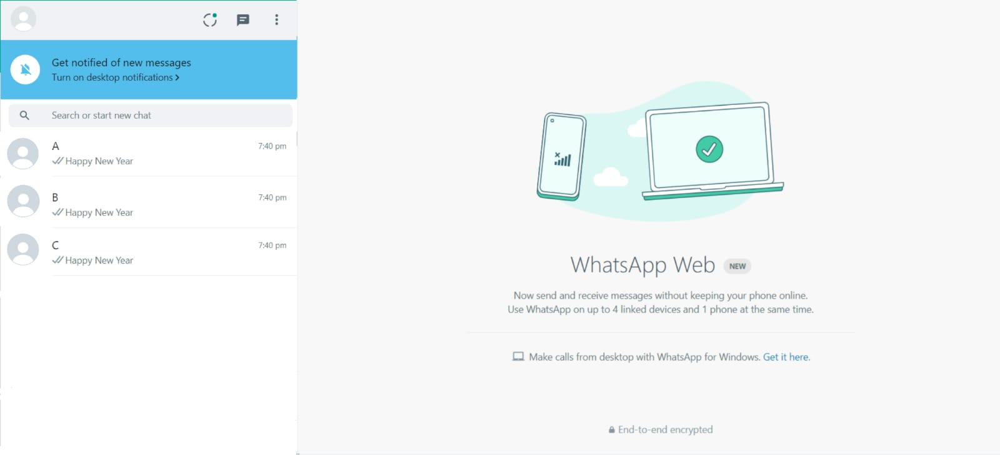 Get notified of new messages
Turn on desktop notifications >
Search or start new chat
A
7:40 pm
Happy New Year
B
7:40 pm
Happy New Year
C
7:40 pm
Happy New Year
WhatsApp Web NEW
Now send and receive messages without keeping your phone online.
Use WhatsApp on up to 4 linked devices and 1 phone at the same time.
Make calls from desktop with WhatsApp for Windows. Get it here.
End-to-end encrypted